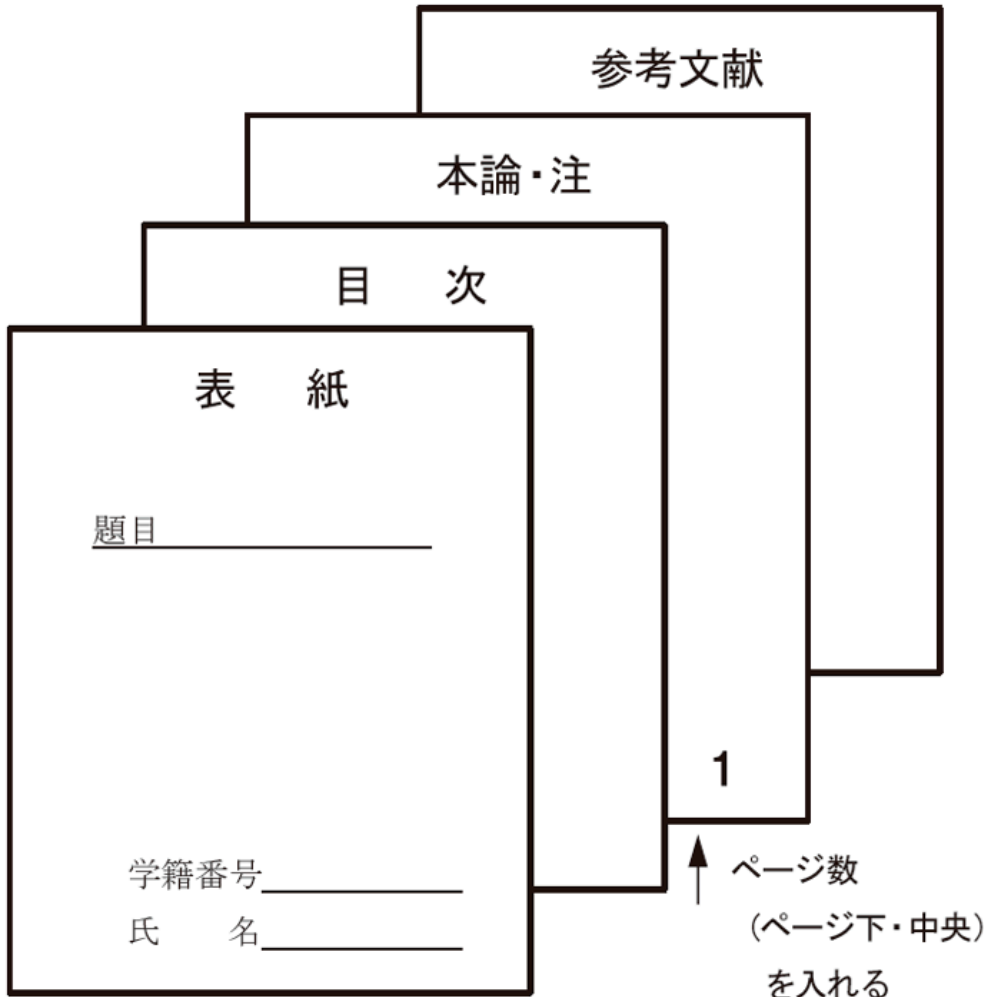 参考文献
本論・注
目　次
表　紙
題目
学籍番号
氏　名
1
ページ数
（ページ下・中央）
を入れる